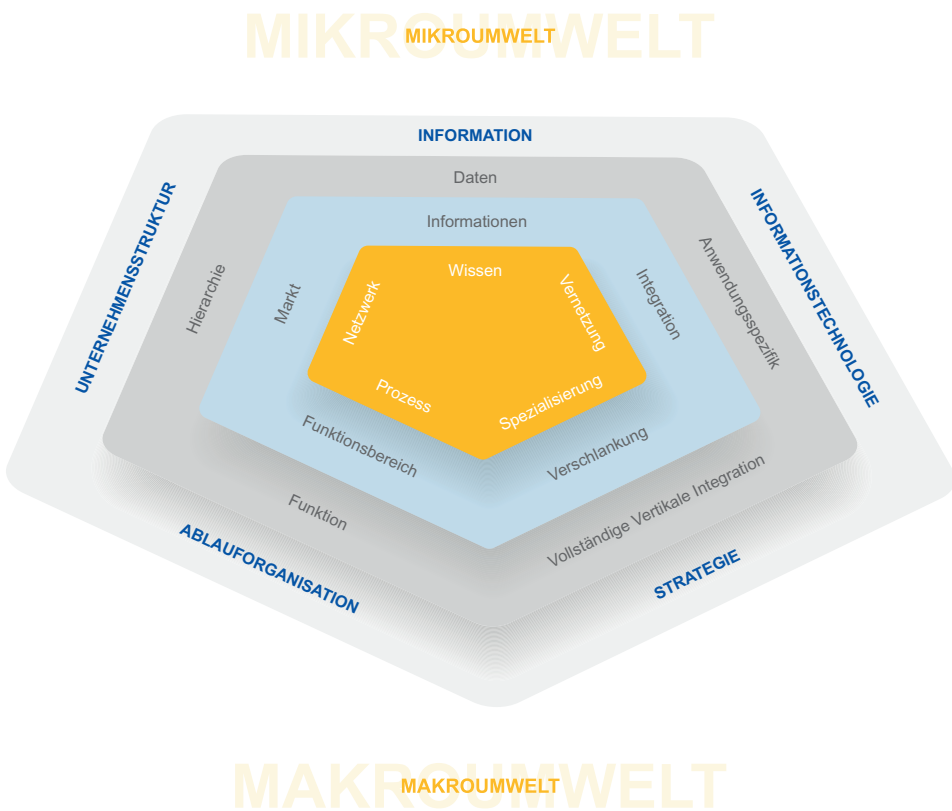 MIKROUMWELT
MIKROUMWELT
INFORMATION
Daten
Informationen
Wissen
UNTERNEHMENSSTRUKTUR
Hierarchie
Markt
Netzwerk
Vernetzung
Integration
Anwendungsspezifik
INFORMATIONSTECHNOLOGIE
Prozess
Spezialisierung
Funktionsbereich
Verschlankung
Funktion
Vollständige Vertikale Integration
ABLAUFORGANISATION
STRATEGIE
MAKROUMWELT
MAKROUMWELT